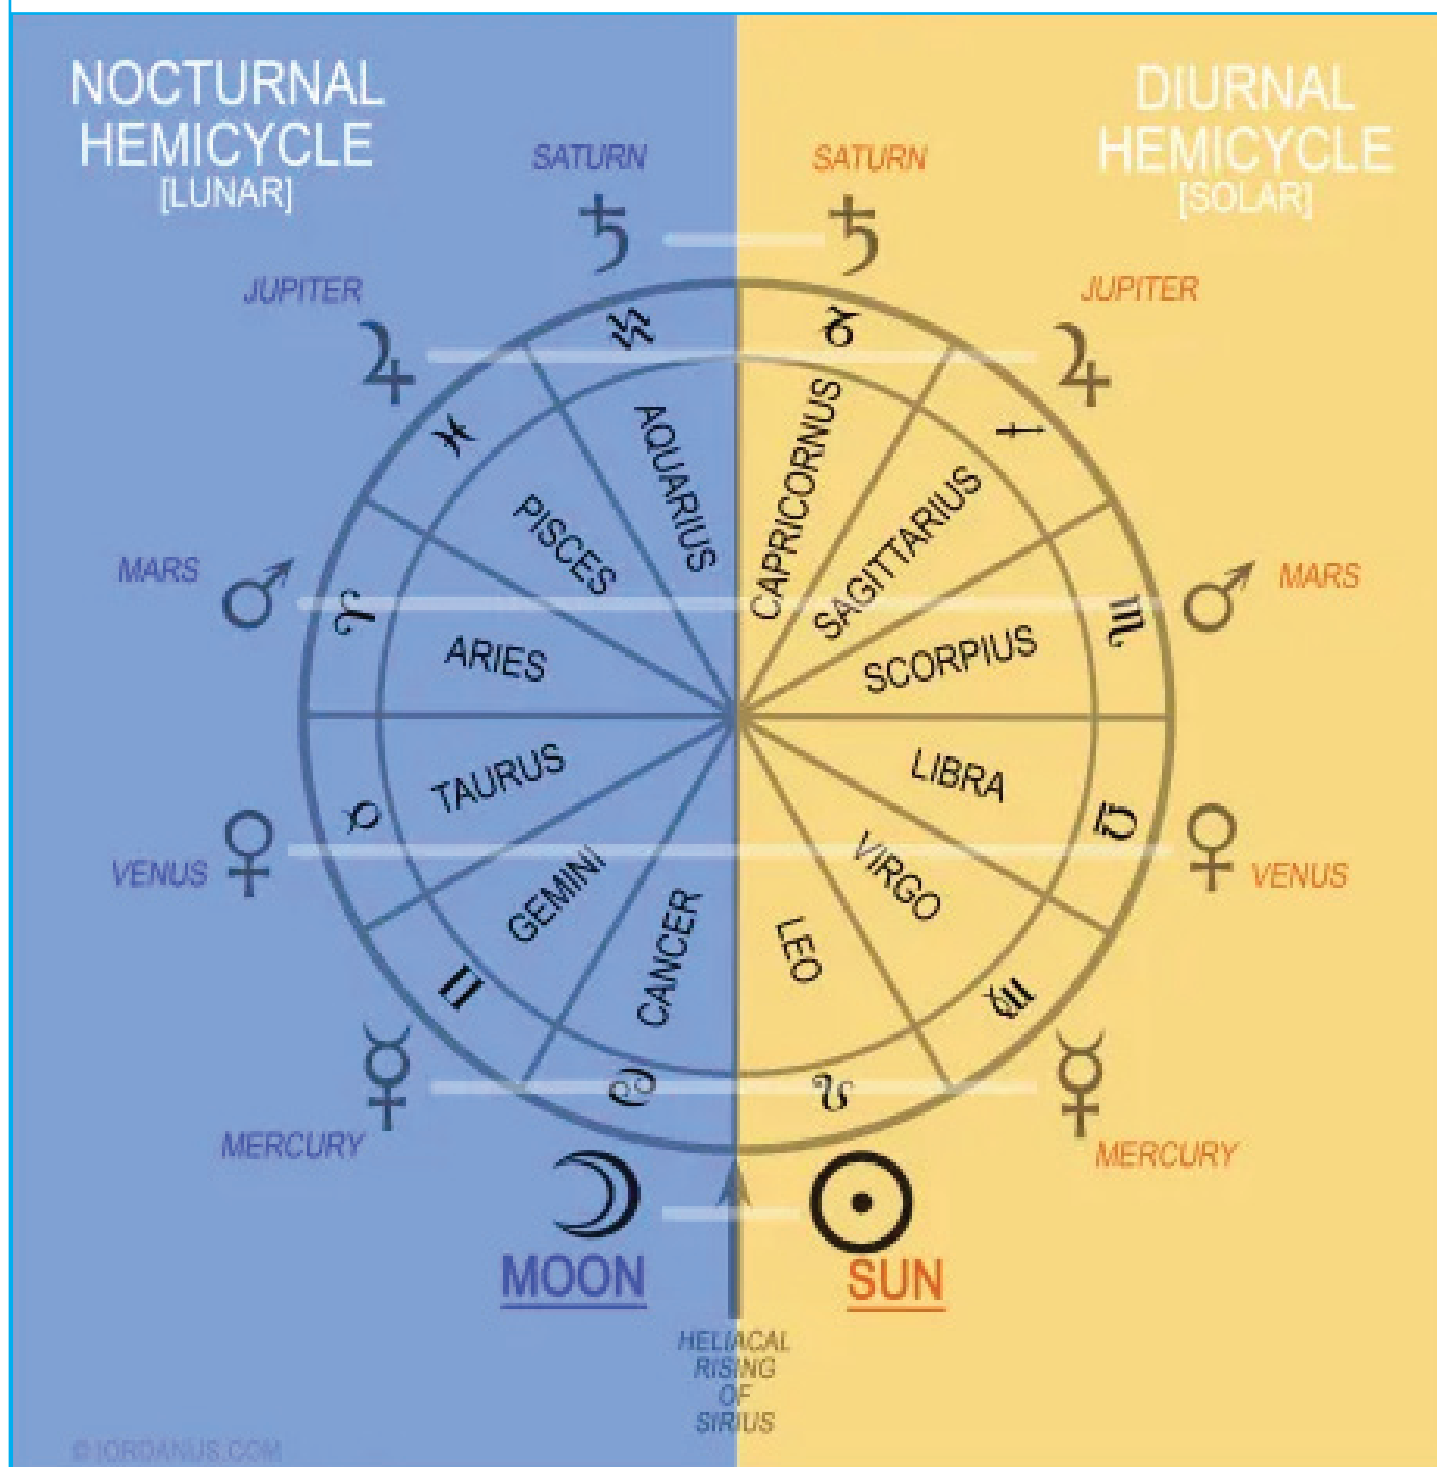 NOCTURNAL
HEMICYCLE
[LUNAR]
DIURNAL
HEMICYCLE
[SOLAR]
SATURN
SATURN
JUPITER
JUPITER
AQUARIUS
CAPRICORNUS
PISCES
SAGITTARIUS
MARS
MARS
ARIES
SCORPIUS
TAURUS
LIBRA
VENUS
VENUS
GEMINI
VIRGO
CANCER
LEO
MERCURY
MERCURY
MOON
SUN
HELIACAL
RISING
OF
SIRIUS
© IORDANUS.COM